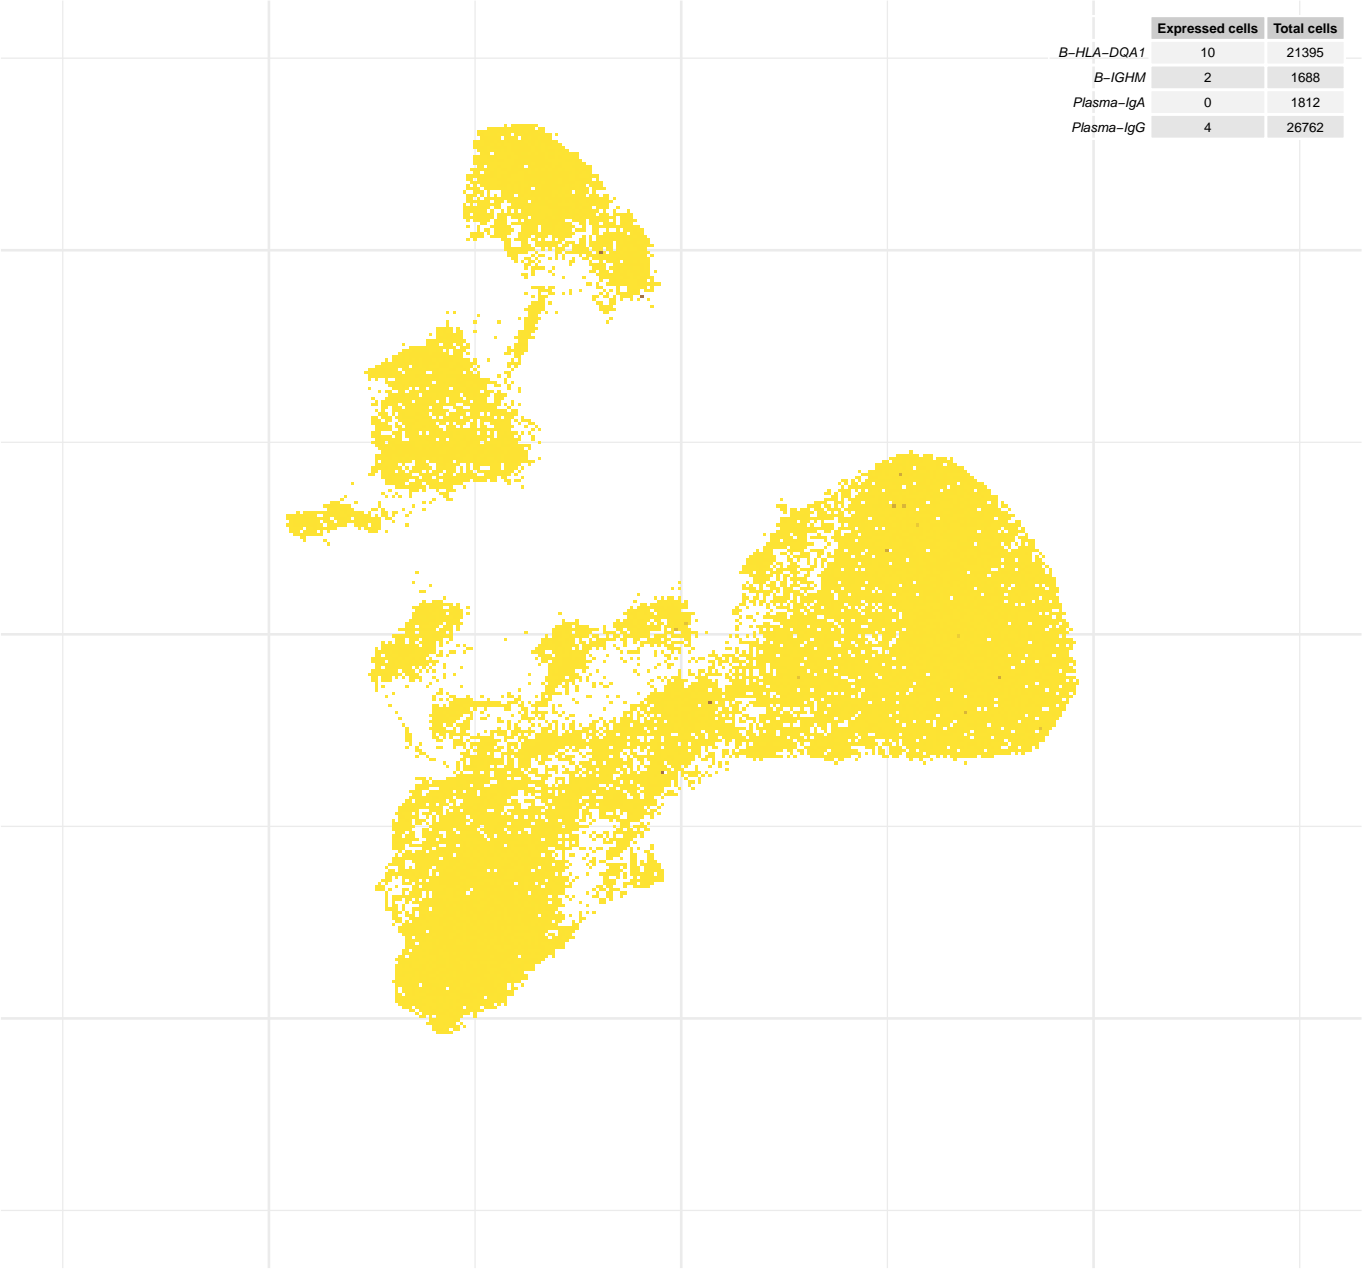 Expressed cells Total cells
B−HLA−DQA1 10 21395
B−IGHM 2 1688
Plasma−IgA 0 1812
Plasma−IgG 4 26762